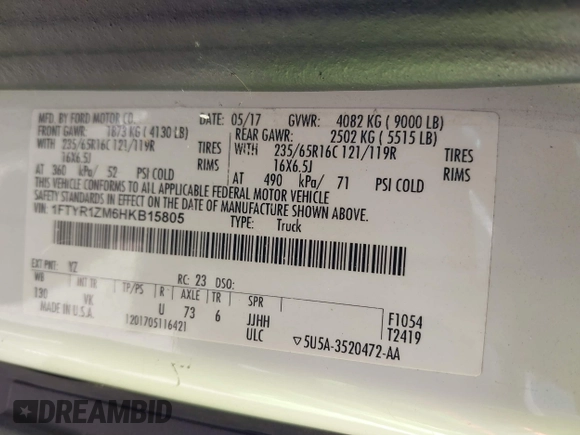 MFD. BY FORD MOTOR CO. DATE: 05/17 GVWR: 4082 KG ( 9000 LB)
FRONT GAWR: 1873 KG ( 4130 LB) REAR GAWR: 2502 KG ( 5515 LB)
WITH 235/65R16C 121/119R TIRES WITH 235/65R16C 121/119R TIRES
16X6.5J RIMS 16X6.5J RIMS
AT 360 kPa/ 52 PSI COLD AT 490 kPa/ 71 PSI COLD
THIS VEHICLE CONFORMS TO ALL APPLICABLE FEDERAL MOTOR VEHICLE
SAFETY STANDARDS IN EFFECT ON THE DATE OF MANUFACTURE SHOWN ABOVE.
VIN: 1FTYR1ZM6HKB15805
TYPE: Truck
EXT PNT: YZ RC: 23 DSO:
WB INT TR TP/PS R AXLE TR SPR
130 VK U 73 6 JJHH F1054
MADE IN U.S.A. 1201705116421 ULC ▽5U5A-3520472-AA T2419
DREAMBID